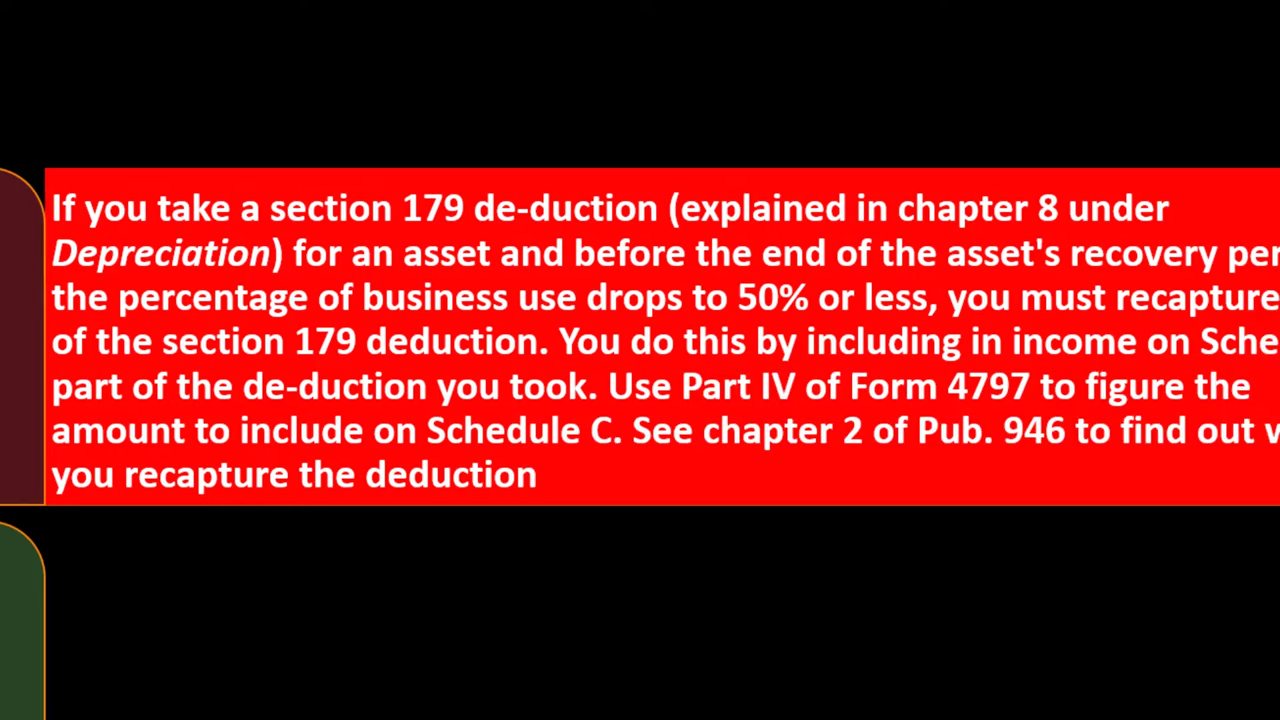 If you take a section 179 de-duction (explained in chapter 8 under
Depreciation) for an asset and before the end of the asset's recovery
the percentage of business use drops to 50% or less, you must recapture
of the section 179 deduction. You do this by including in income on
part of the de-duction you took. Use Part IV of Form 4797 to figure the
amount to include on Schedule C. See chapter 2 of Pub. 946 to find out
you recapture the deduction